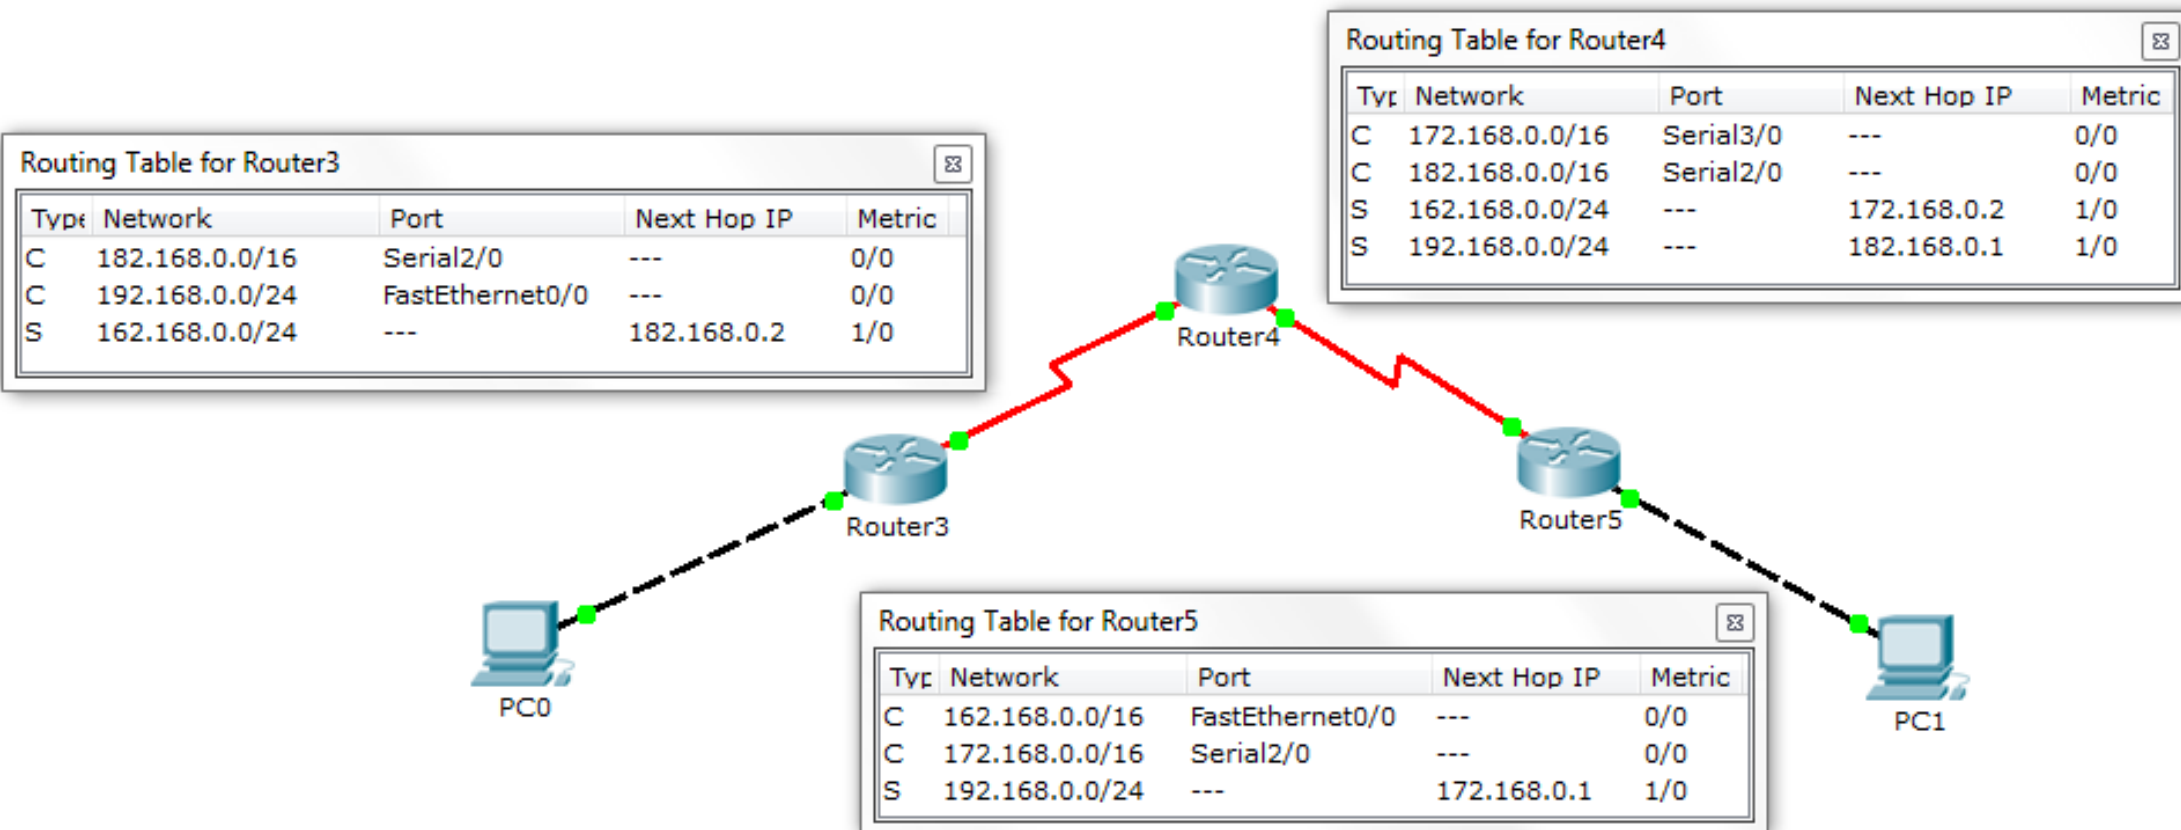 Routing Table for Router4
Typ Network Port Next Hop IP Metric
C 172.168.0.0/16 Serial3/0 --- 0/0
C 182.168.0.0/16 Serial2/0 --- 0/0
S 162.168.0.0/24 --- 172.168.0.2 1/0
S 192.168.0.0/24 --- 182.168.0.1 1/0
Routing Table for Router3
Type Network Port Next Hop IP Metric
C 182.168.0.0/16 Serial2/0 --- 0/0
C 192.168.0.0/24 FastEthernet0/0 --- 0/0
S 162.168.0.0/24 --- 182.168.0.2 1/0
Router4
Router3
Router5
PC0
PC1
Routing Table for Router5
Typ Network Port Next Hop IP Metric
C 162.168.0.0/16 FastEthernet0/0 --- 0/0
C 172.168.0.0/16 Serial2/0 --- 0/0
S 192.168.0.0/24 --- 172.168.0.1 1/0